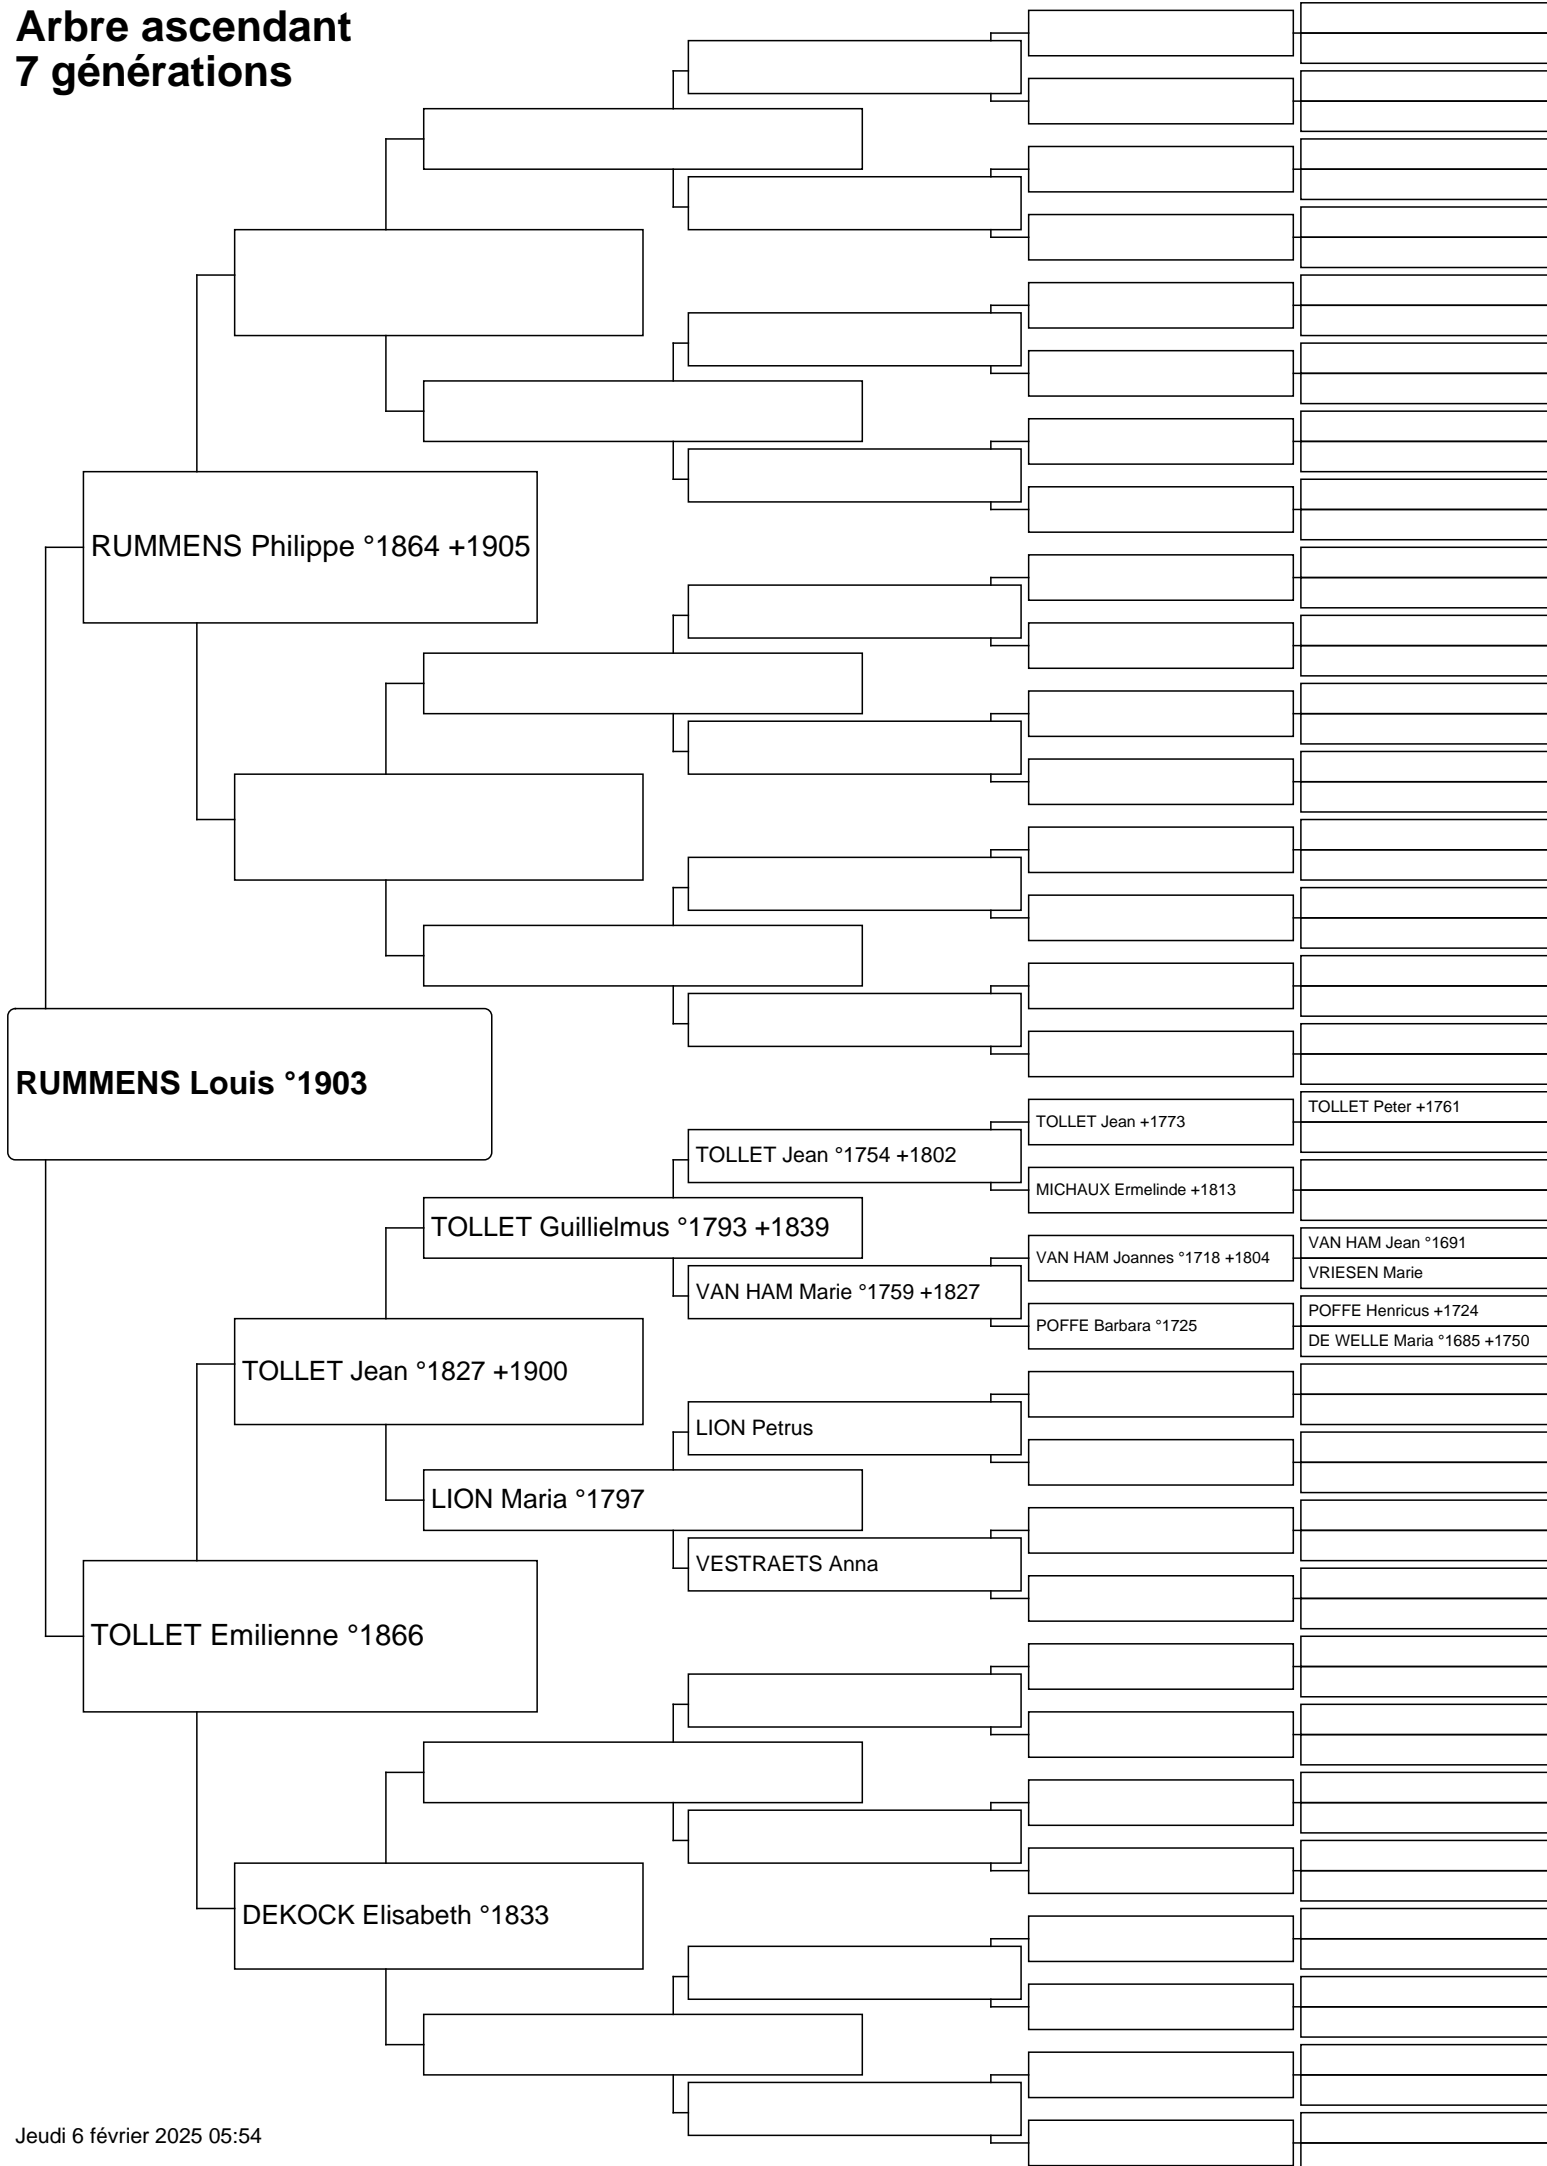 Arbre ascendant
7 générations
RUMMENS Philippe °1864 +1905
RUMMENS Louis °1903
TOLLET Jean +1773
TOLLET Peter +1761
TOLLET Jean °1754 +1802
MICHAUX Ermelinde +1813
TOLLET Guillielmus °1793 +1839
VAN HAM Joannes °1718 +1804
VAN HAM Jean °1691
VRIESEN Marie
VAN HAM Marie °1759 +1827
POFFE Barbara °1725
POFFE Henricus +1724
DE WELLE Maria °1685 +1750
TOLLET Jean °1827 +1900
LION Petrus
LION Maria °1797
VESTRAETS Anna
TOLLET Emilienne °1866
DEKOCK Elisabeth °1833
Jeudi 6 février 2025 05:54